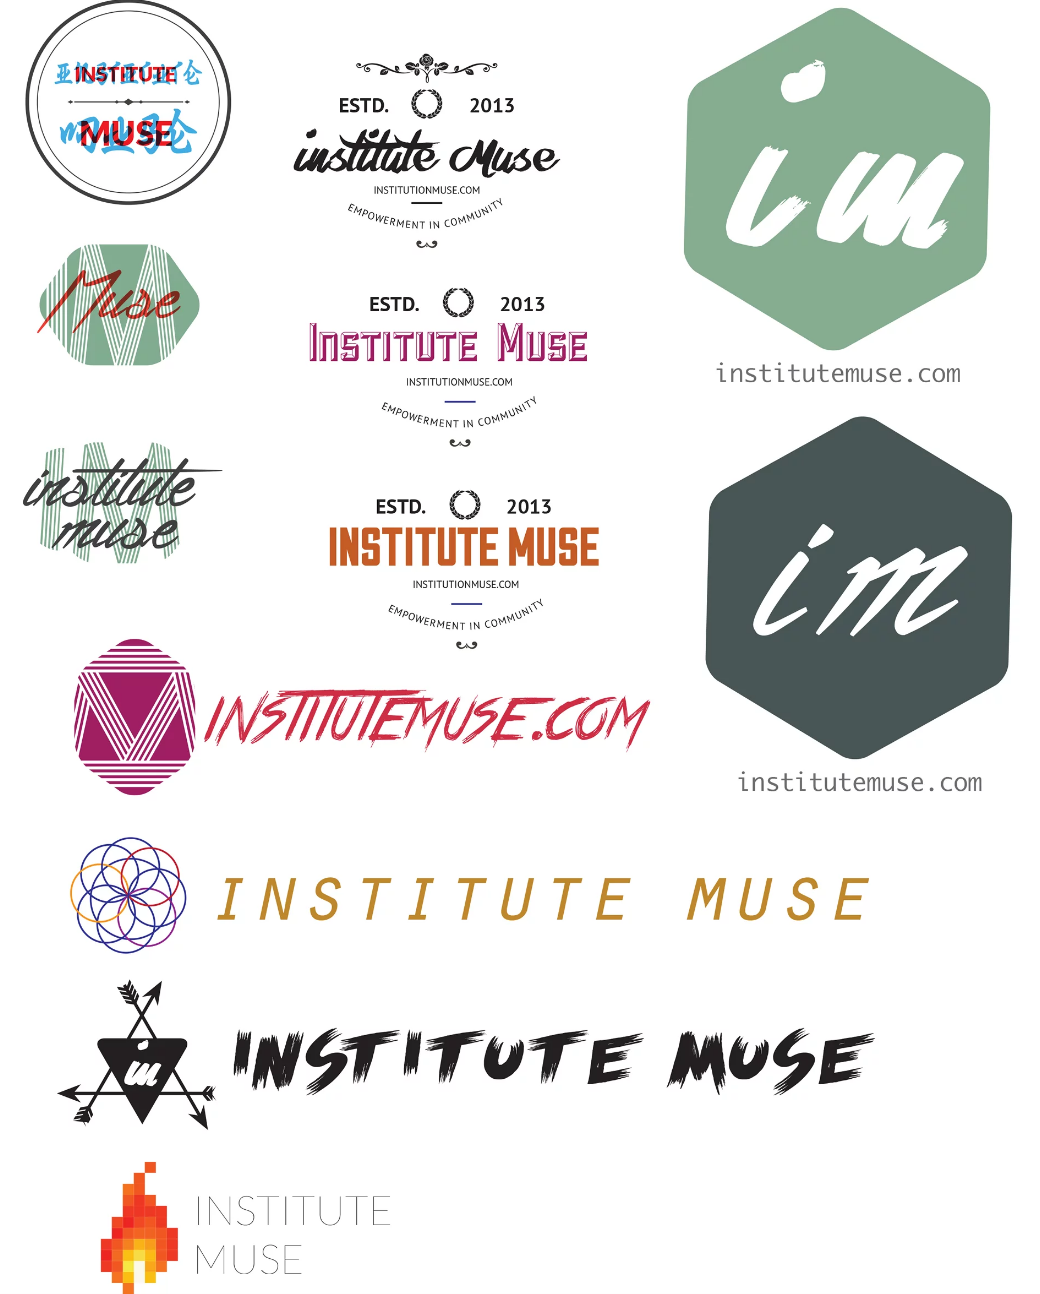 INSTITUTE
MUSE
ESTD. 2013
institute Muse
INSTITUTIONMUSE.COM
EMPOWERMENT IN COMMUNITY
im
institutemuse.com
M
Muse
ESTD. 2013
Institute Muse
INSTITUTIONMUSE.COM
EMPOWERMENT IN COMMUNITY
IM
institute
muse
ESTD. 2013
INSTITUTE MUSE
INSTITUTIONMUSE.COM
EMPOWERMENT IN COMMUNITY
im
institutemuse.com
M
INSTITUTEMUSE.COM
INSTITUTE MUSE
im
INSTITUTE MUSE
INSTITUTE
MUSE